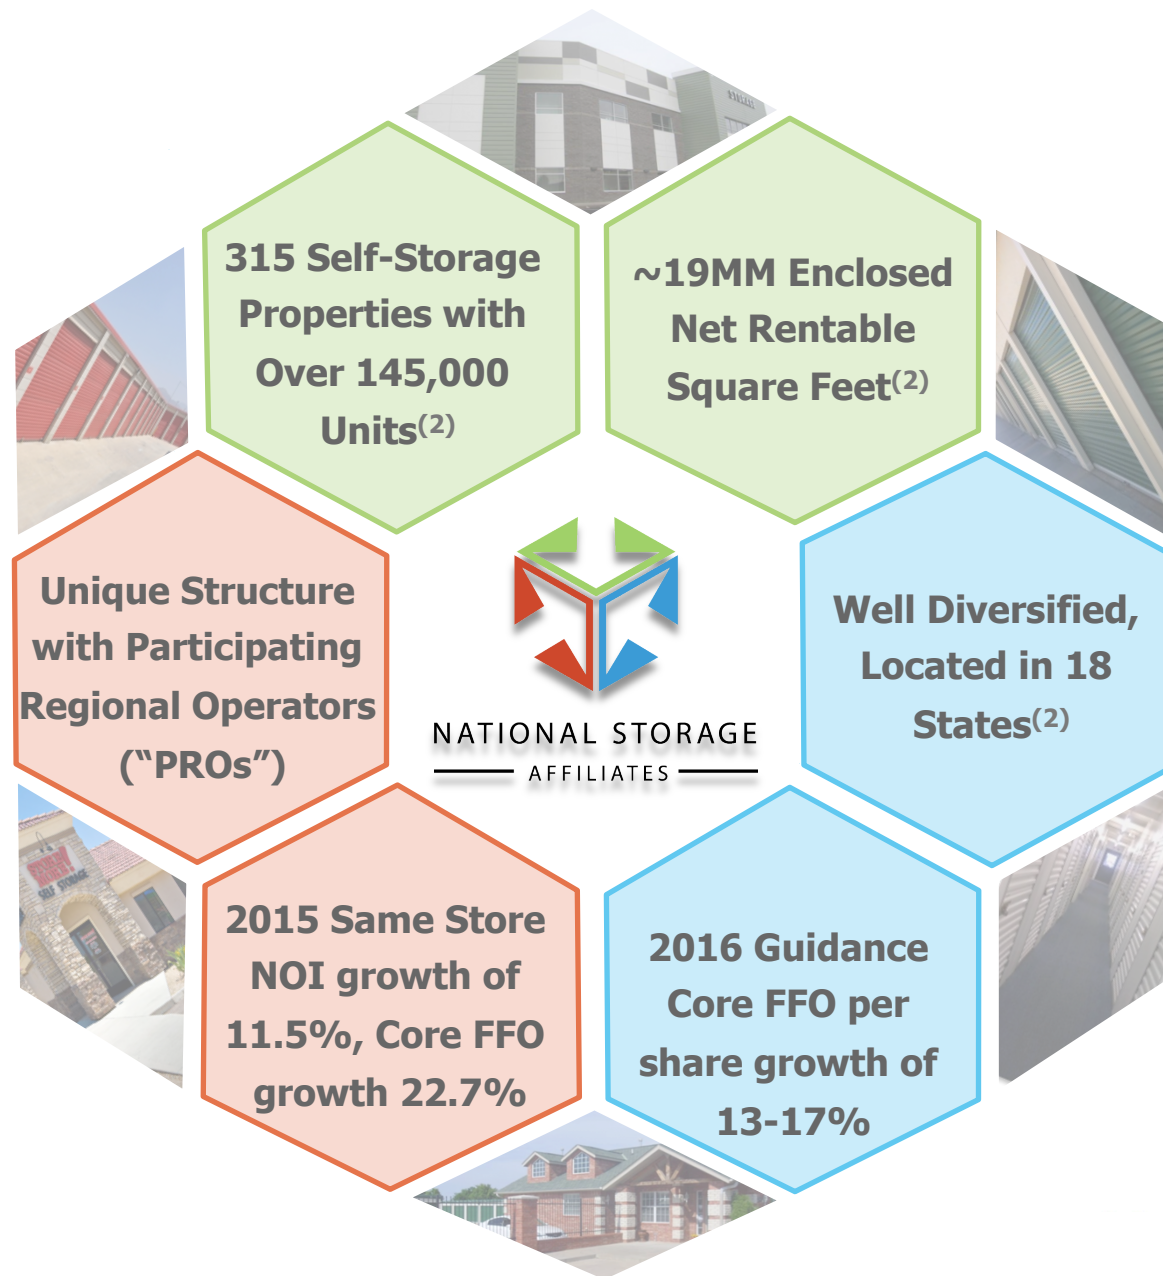 315 Self-Storage
Properties with
Over 145,000
Units(2)
~19MM Enclosed
Net Rentable
Square Feet(2)
Unique Structure
with Participating
Regional Operators
(“PROs”)
NATIONAL STORAGE
AFFILIATES
Well Diversified,
Located in 18
States(2)
SELF STORAGE
2015 Same Store
NOI growth of
11.5%, Core FFO
growth 22.7%
2016 Guidance
Core FFO per
share growth of
13-17%